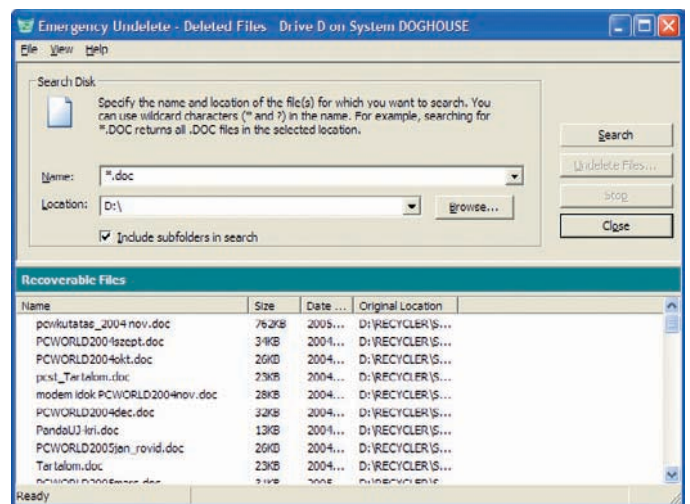 Emergency Undelete - Deleted Files Drive D on System DOGHOUSE
File View Help
Search Disk
Specify the name and location of the file(s) for which you want to search. You
can use wildcard characters (* and ?) in the name. For example, searching for
*.DOC returns all .DOC files in the selected location.
Name: *.doc
Location: D:\ Browse...
Include subfolders in search
Search
Undelete Files...
Stop
Close
Recoverable Files
Name Size Date ... Original Location
pcwkutatas_2004 nov.doc 762KB 2005... D:\RECYCLER\S...
PCWORLD2004szept.doc 34KB 2004... D:\RECYCLER\S...
PCWORLD2004okt.doc 26KB 2004... D:\RECYCLER\S...
pcst_Tartalom.doc 23KB 2004... D:\RECYCLER\S...
modem idok PCWORLD2004nov.doc 28KB 2004... D:\RECYCLER\S...
PCWORLD2004dec.doc 32KB 2004... D:\RECYCLER\S...
PandaUJ-kri.doc 13KB 2004... D:\RECYCLER\S...
PCWORLD2005jan_rovid.doc 26KB 2004... D:\RECYCLER\S...
Tartalom.doc 23KB 2004... D:\RECYCLER\S...
Ready